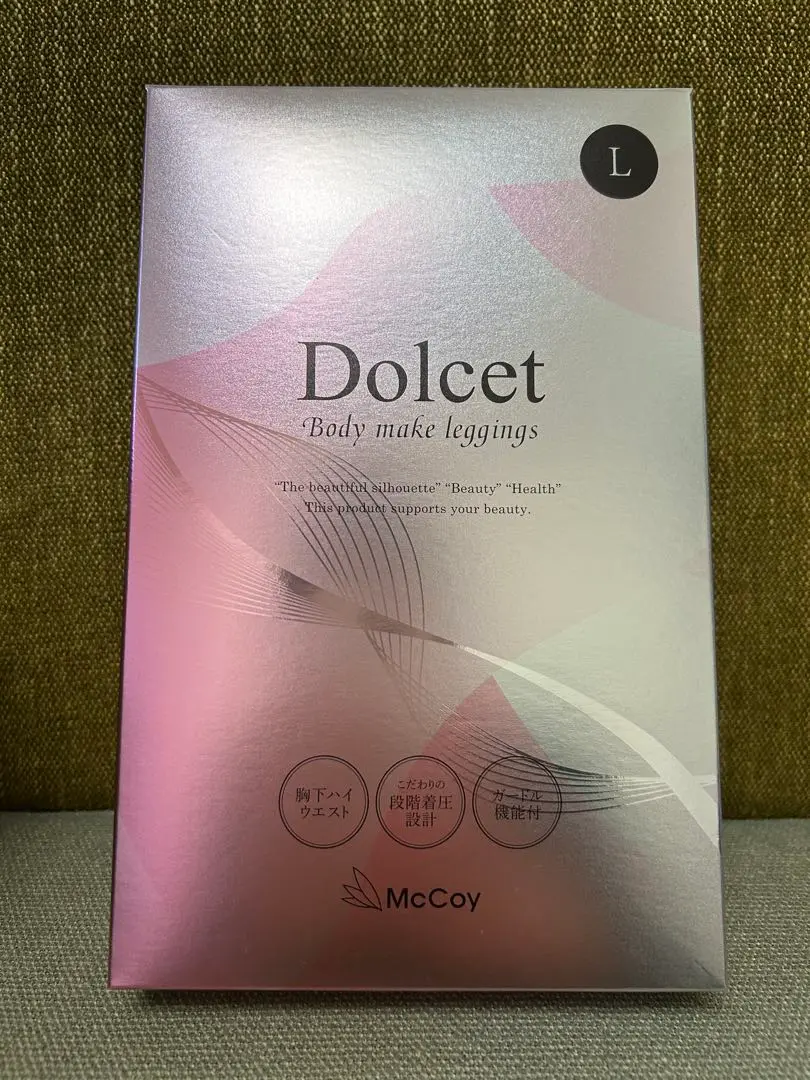 L
Dolcet
Body make leggings
“The beautiful silhouette” “Beauty” “Health”
This product supports your beauty.
胸下ハイ
ウエスト
こだわりの
段階着圧
設計
ガードル
機能付
McCoy